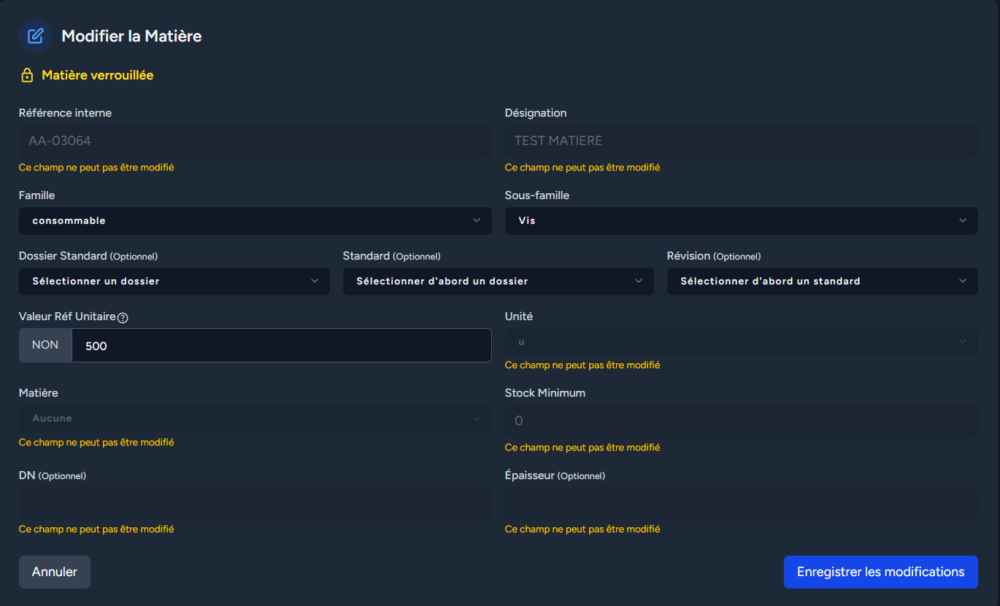 Modifier la Matière
Matière verrouillée
Référence interne
AA-03064
Ce champ ne peut pas être modifié
Désignation
TEST MATIERE
Ce champ ne peut pas être modifié
Famille
consommable
Sous-famille
Vis
Dossier Standard (Optionnel)
Sélectionner un dossier
Standard (Optionnel)
Sélectionner d'abord un dossier
Révision (Optionnel)
Sélectionner d'abord un standard
Valeur Réf Unitaire?
NON 500
Unité
u
Ce champ ne peut pas être modifié
Matière
Aucune
Ce champ ne peut pas être modifié
Stock Minimum
0
Ce champ ne peut pas être modifié
DN (Optionnel)
Ce champ ne peut pas être modifié
Épaisseur (Optionnel)
Ce champ ne peut pas être modifié
Annuler
Enregistrer les modifications